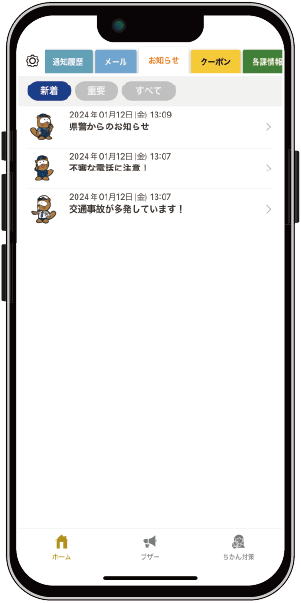 通知履歴
メール
お知らせ
クーポン
各課情報
新着
重要
すべて
2024年01月12日(金) 13:09
県警からのお知らせ
2024年01月12日(金) 13:07
不審な電話に注意！
2024年01月12日(金) 13:07
交通事故が多発しています！
ホーム
ブザー
ちかん対策